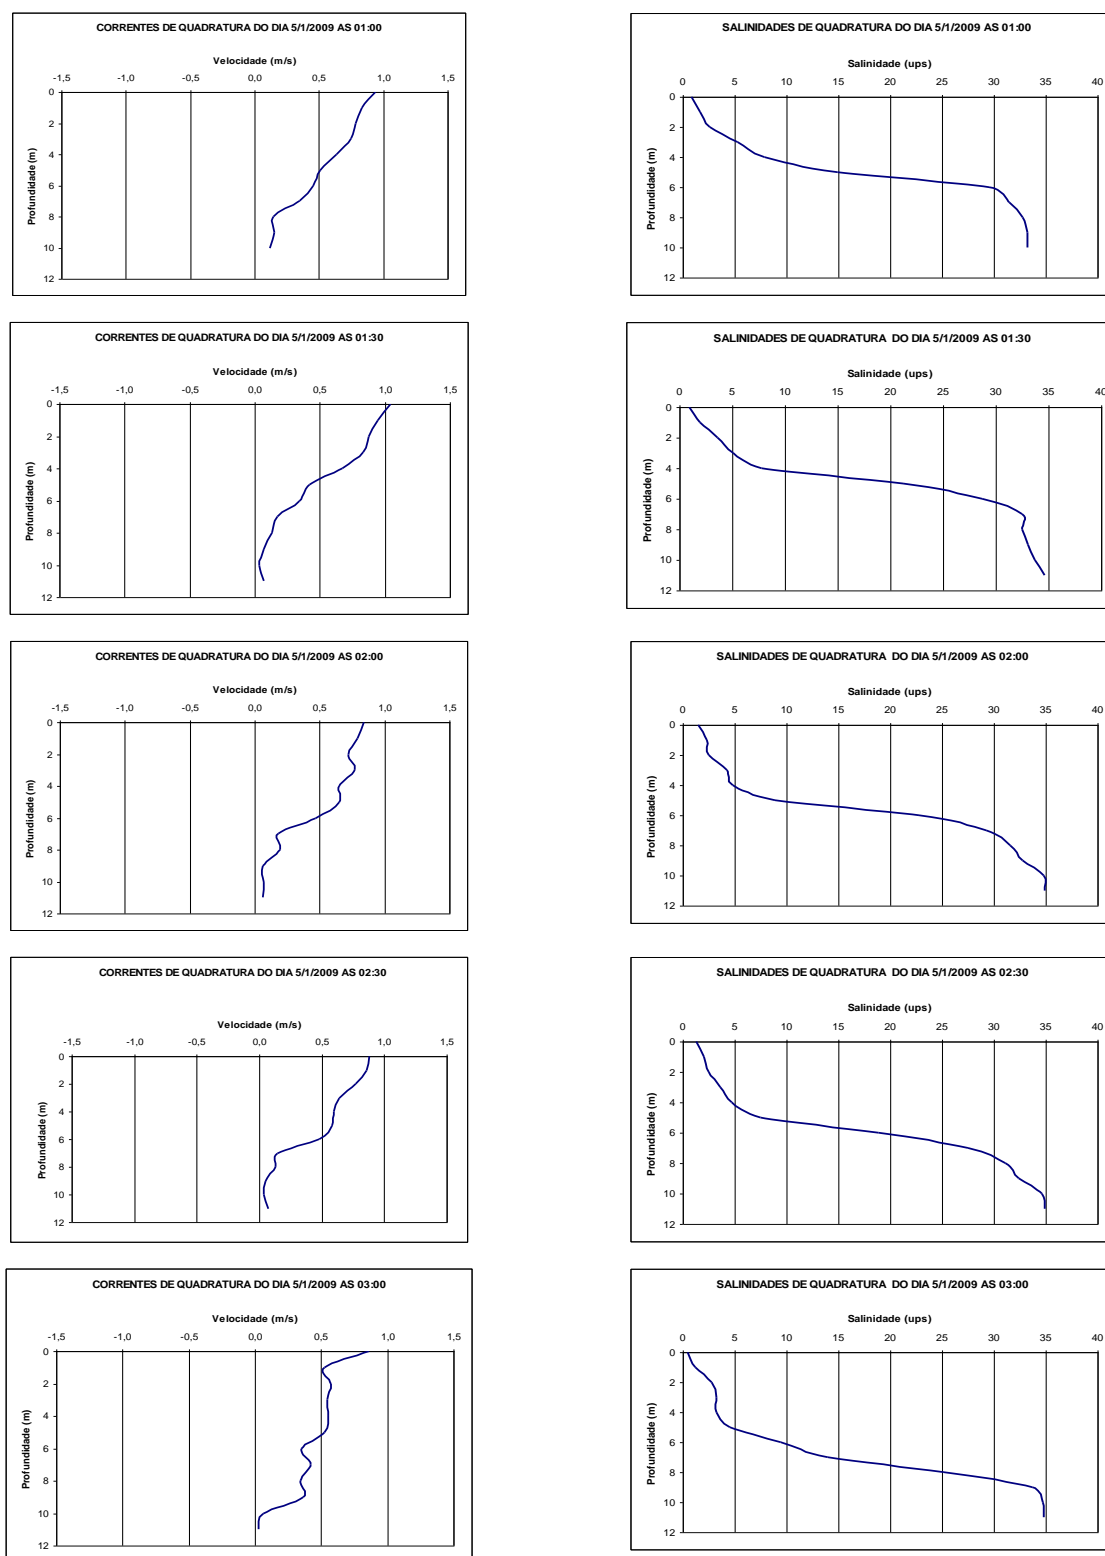 CORRENTES DE QUADRATURA DO DIA 5/1/2009 AS 01:00
Velocidade (m/s)
-1,5 -1,0 -0,5 0,0 0,5 1,0 1,5
0
2
4
6
8
10
12
Profundidade (m)
SALINIDADES DE QUADRATURA DO DIA 5/1/2009 AS 01:00
Salinidade (ups)
0 5 10 15 20 25 30 35 40
0
2
4
6
8
10
12
Profundidade (m)
CORRENTES DE QUADRATURA DO DIA 5/1/2009 AS 01:30
Velocidade (m/s)
-1,5 -1,0 -0,5 0,0 0,5 1,0 1,5
0
2
4
6
8
10
12
Profundidade (m)
SALINIDADES DE QUADRATURA DO DIA 5/1/2009 AS 01:30
Salinidade (ups)
0 5 10 15 20 25 30 35 40
0
2
4
6
8
10
12
Profundidade (m)
CORRENTES DE QUADRATURA DO DIA 5/1/2009 AS 02:00
Velocidade (m/s)
-1,5 -1,0 -0,5 0,0 0,5 1,0 1,5
0
2
4
6
8
10
12
Profundidade (m)
SALINIDADES DE QUADRATURA DO DIA 5/1/2009 AS 02:00
Salinidade (ups)
0 5 10 15 20 25 30 35 40
0
2
4
6
8
10
12
Profundidade (m)
CORRENTES DE QUADRATURA DO DIA 5/1/2009 AS 02:30
Velocidade (m/s)
-1,5 -1,0 -0,5 0,0 0,5 1,0 1,5
0
2
4
6
8
10
12
Profundidade (m)
SALINIDADES DE QUADRATURA DO DIA 5/1/2009 AS 02:30
Salinidade (ups)
0 5 10 15 20 25 30 35 40
0
2
4
6
8
10
12
Profundidade (m)
CORRENTES DE QUADRATURA DO DIA 5/1/2009 AS 03:00
Velocidade (m/s)
-1,5 -1,0 -0,5 0,0 0,5 1,0 1,5
0
2
4
6
8
10
12
Profundidade (m)
SALINIDADES DE QUADRATURA DO DIA 5/1/2009 AS 03:00
Salinidade (ups)
0 5 10 15 20 25 30 35 40
0
2
4
6
8
10
12
Profundidade (m)